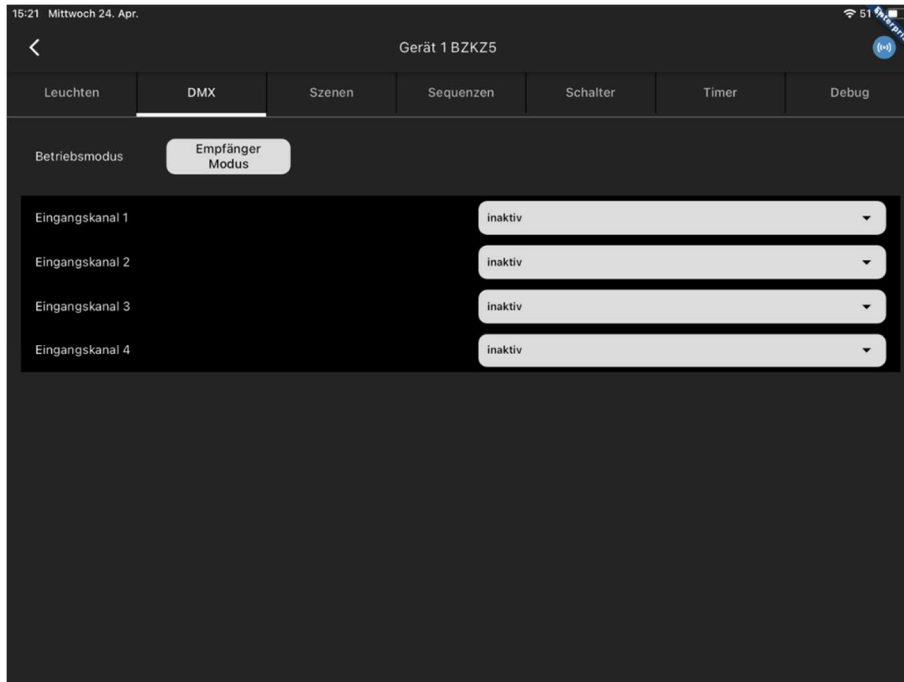 15:21 Mittwoch 24. Apr.
51
Enterpri
Gerät 1 BZKZ5
Leuchten DMX Szenen Sequenzen Schalter Timer Debug
Betriebsmodus Empfänger
Modus
Eingangskanal 1 inaktiv
Eingangskanal 2 inaktiv
Eingangskanal 3 inaktiv
Eingangskanal 4 inaktiv